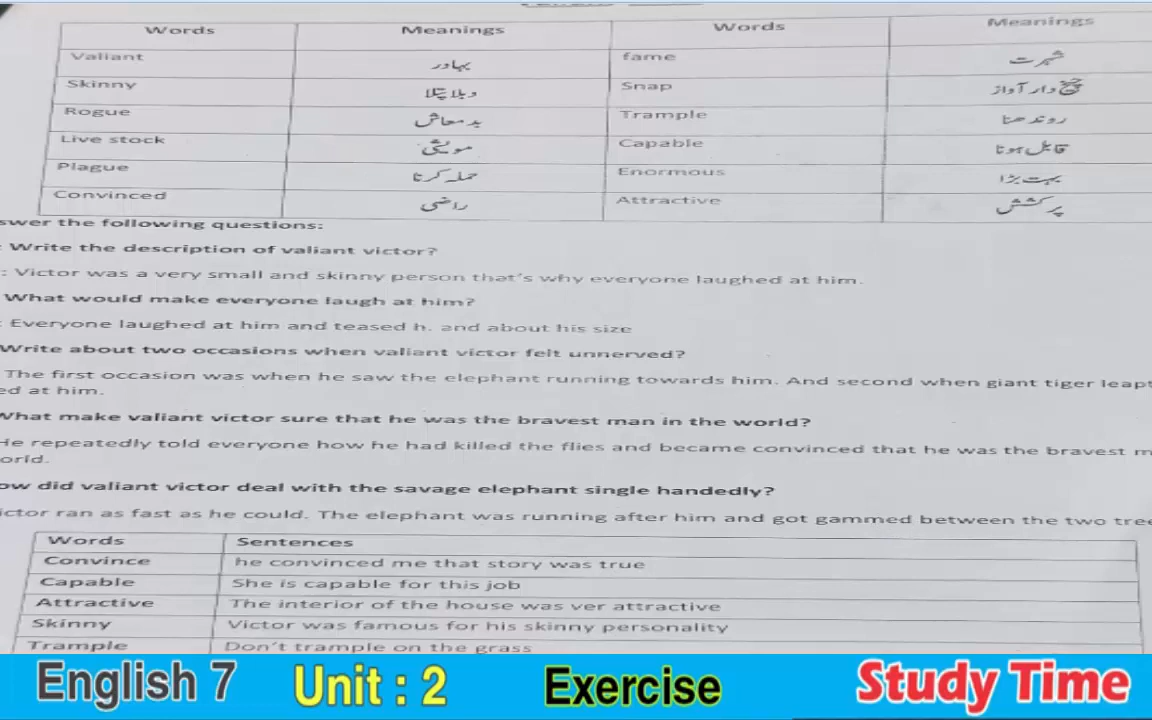 Words Meanings Words Meanings
Valiant بہادر fame شہرت
Skinny دبلا پتلا Snap چیخ دار آواز
Rogue بدمعاش Trample روندھنا
Live stock مویشی Capable قابل ہونا
Plague حملہ کرنا Enormous بہت بڑا
Convinced راضی Attractive پرکشش
swer the following questions:
: Write the description of valiant victor?
: Victor was a very small and skinny person that's why everyone laughed at him.
What would make everyone laugh at him?
: Everyone laughed at him and teased h. and about his size
Write about two occasions when valiant victor felt unnerved?
The first occasion was when he saw the elephant running towards him. And second when giant tiger leapt
ed at him.
What make valiant victor sure that he was the bravest man in the world?
He repeatedly told everyone how he had killed the flies and became convinced that he was the bravest m
orld.
ow did valiant victor deal with the savage elephant single handedly?
ictor ran as fast as he could. The elephant was running after him and got gammed between the two tree
Words Sentences
Convince he convinced me that story was true
Capable She is capable for this job
Attractive The interior of the house was ver attractive
Skinny Victor was famous for his skinny personality
Trample Don't trample on the grass
English 7 Unit : 2 Exercise Study Time